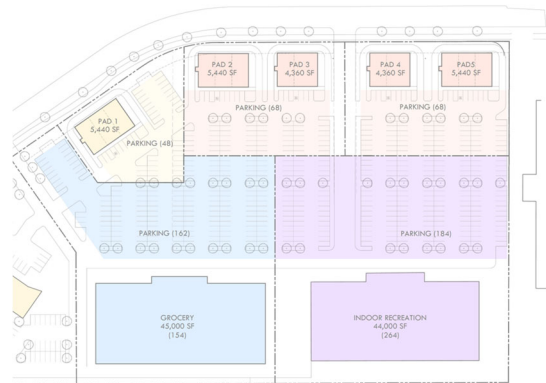 PAD 2
5,440 SF
PAD 3
4,360 SF
PAD 4
4,360 SF
PAD5
5,440 SF
PAD 1
5,440 SF
PARKING (68)
PARKING (68)
PARKING (48)
PARKING (162)
PARKING (184)
GROCERY
45,000 SF
(154)
INDOOR RECREATION
44,000 SF
(264)